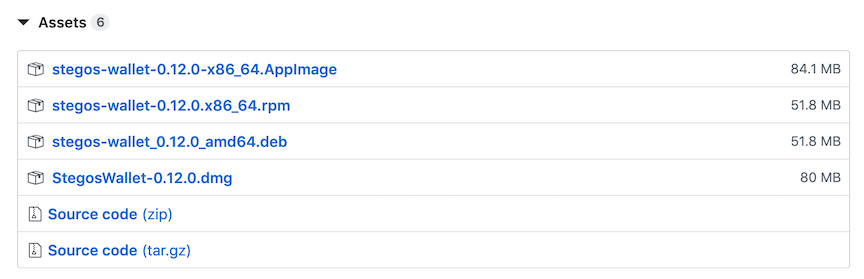 Assets 6
stegos-wallet-0.12.0-x86_64.AppImage 84.1 MB
stegos-wallet-0.12.0.x86_64.rpm 51.8 MB
stegos-wallet_0.12.0_amd64.deb 51.8 MB
StegosWallet-0.12.0.dmg 80 MB
Source code (zip)
Source code (tar.gz)